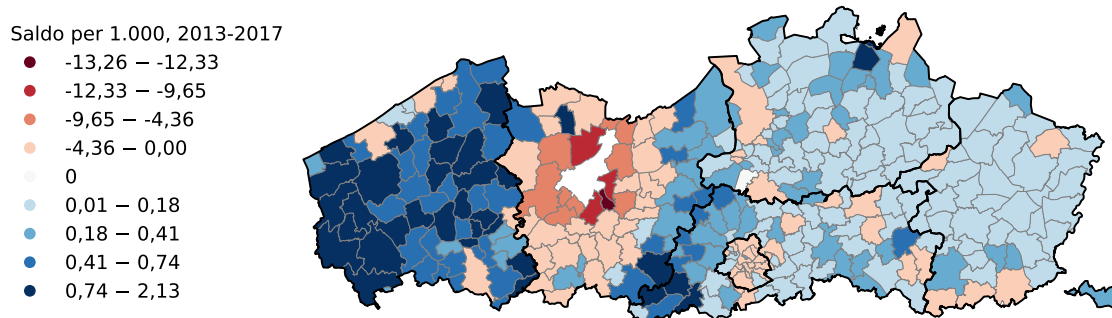 Saldo per 1.000, 2013-2017
-13,26 − -12,33
-12,33 − -9,65
-9,65 − -4,36
-4,36 − 0,00
0
0,01 − 0,18
0,18 − 0,41
0,41 − 0,74
0,74 − 2,13